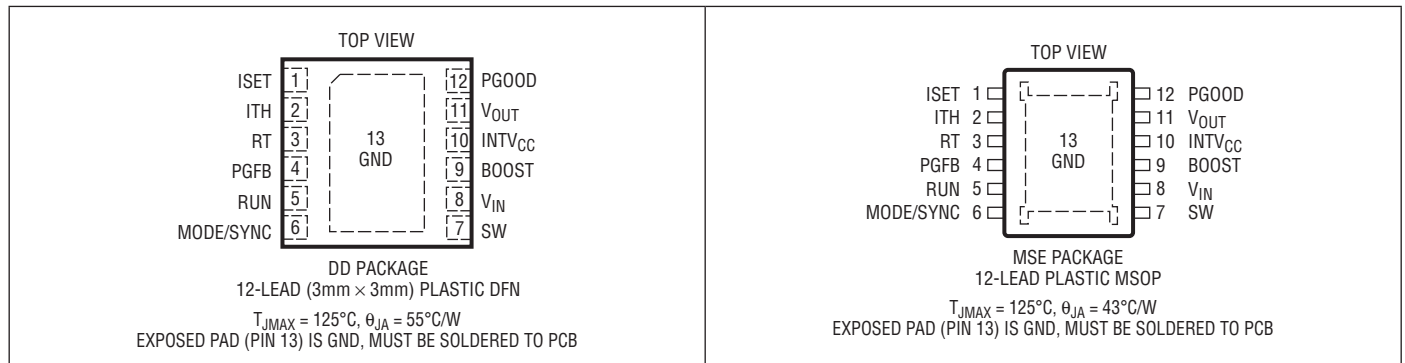 TOP VIEW
ISET 1
ITH 2
RT 3
PGFB 4
RUN 5
MODE/SYNC 6
13
GND
12 PGOOD
11 VOUT
10 INTVCC
9 BOOST
8 VIN
7 SW
DD PACKAGE
12-LEAD (3mm × 3mm) PLASTIC DFN
TJMAX = 125°C, θJA = 55°C/W
EXPOSED PAD (PIN 13) IS GND, MUST BE SOLDERED TO PCB
TOP VIEW
ISET 1
ITH 2
RT 3
PGFB 4
RUN 5
MODE/SYNC 6
13
GND
12 PGOOD
11 VOUT
10 INTVCC
9 BOOST
8 VIN
7 SW
MSE PACKAGE
12-LEAD PLASTIC MSOP
TJMAX = 125°C, θJA = 43°C/W
EXPOSED PAD (PIN 13) IS GND, MUST BE SOLDERED TO PCB